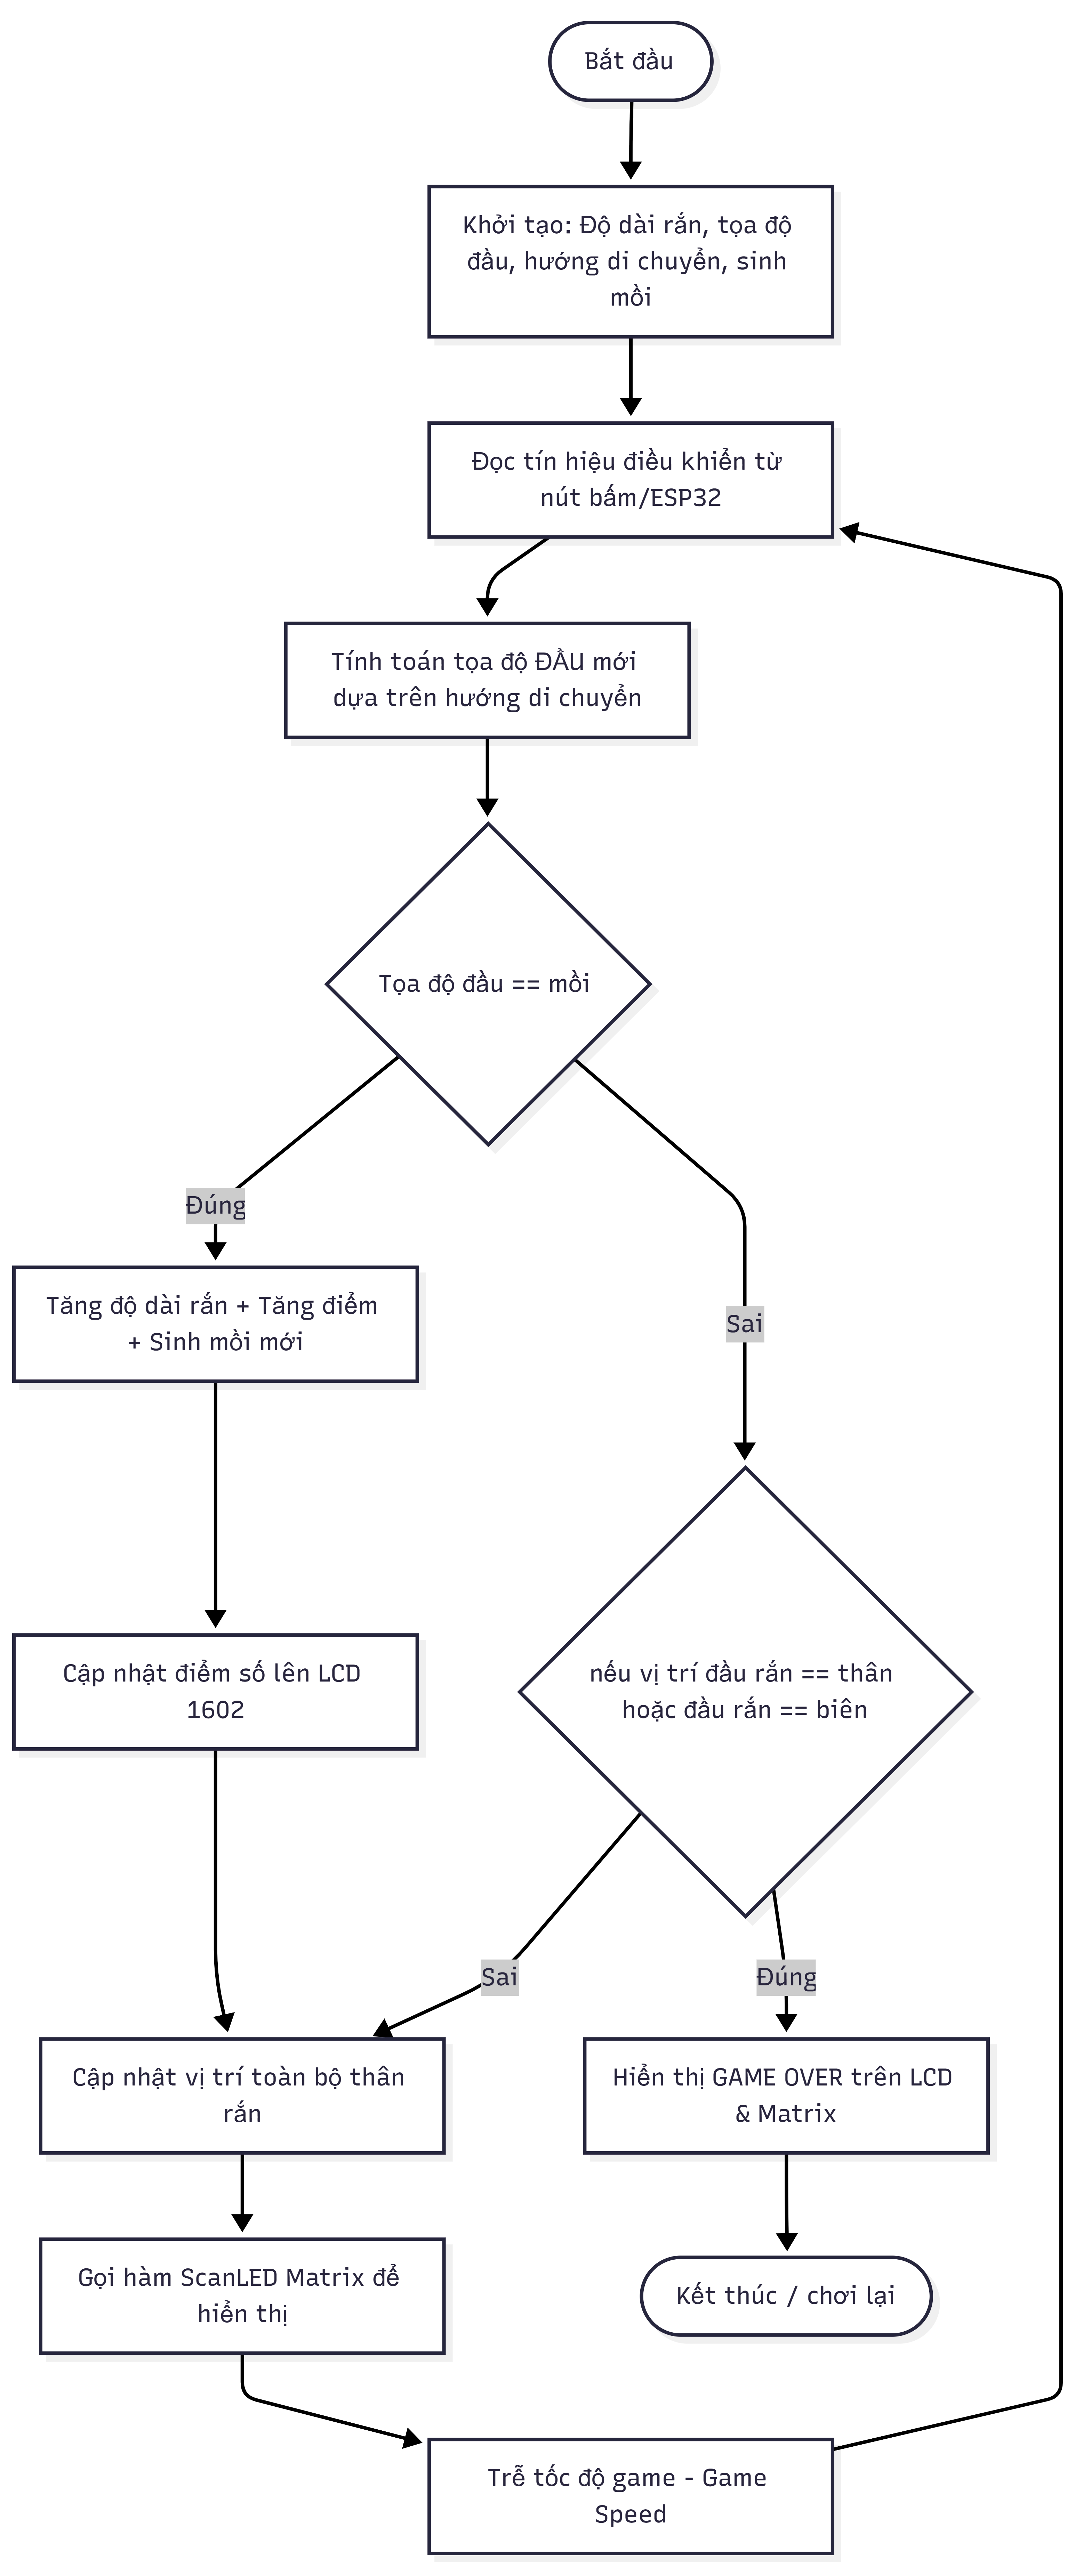 Bắt đầu
Khởi tạo: Độ dài rắn, tọa độ
đầu, hướng di chuyển, sinh
mồi
Đọc tín hiệu điều khiển từ
nút bấm/ESP32
Tính toán tọa độ ĐẦU mới
dựa trên hướng di chuyển
Tọa độ đầu == mồi
Đúng
Tăng độ dài rắn + Tăng điểm
+ Sinh mồi mới
Sai
Cập nhật điểm số lên LCD
1602
nếu vị trí đầu rắn == thân
hoặc đầu rắn == biên
Sai
Đúng
Cập nhật vị trí toàn bộ thân
rắn
Hiển thị GAME OVER trên LCD
& Matrix
Gọi hàm ScanLED Matrix để
hiển thị
Kết thúc / chơi lại
Trễ tốc độ game - Game
Speed